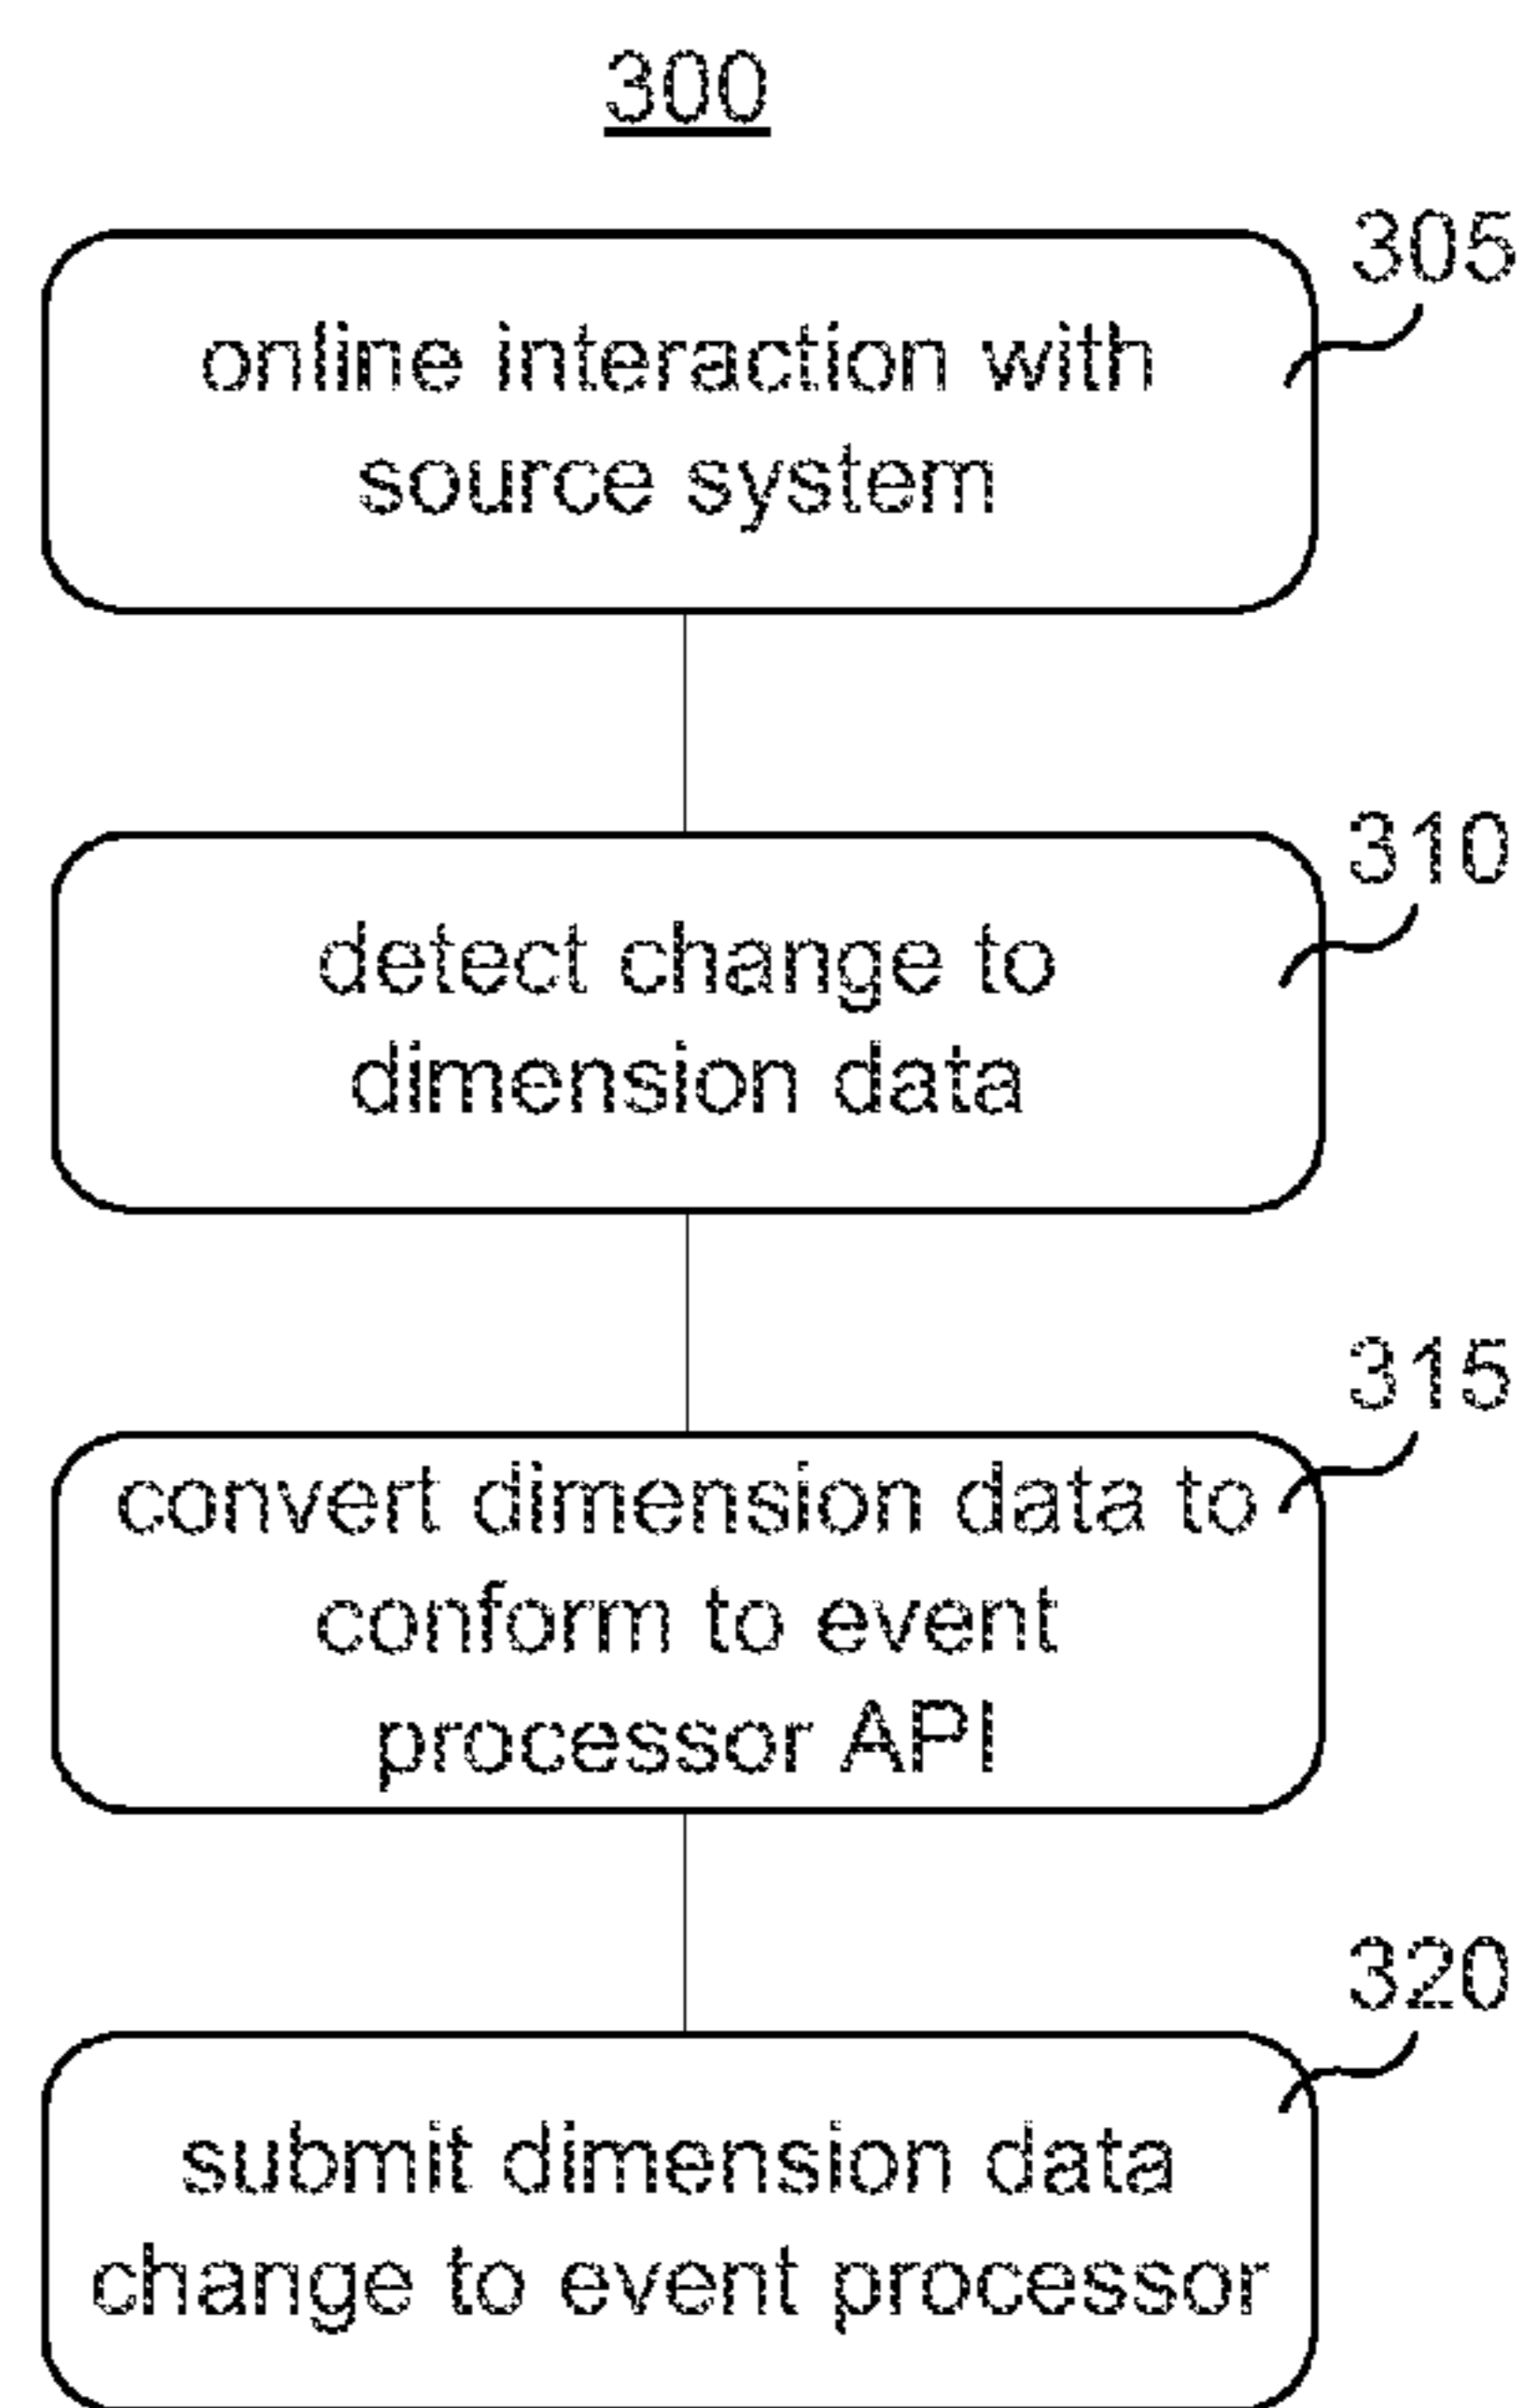 300
305
online interaction with
source system
310
detect change to
dimension data
315
convert dimension data to
conform to event
processor API
320
submit dimension data
change to event processor